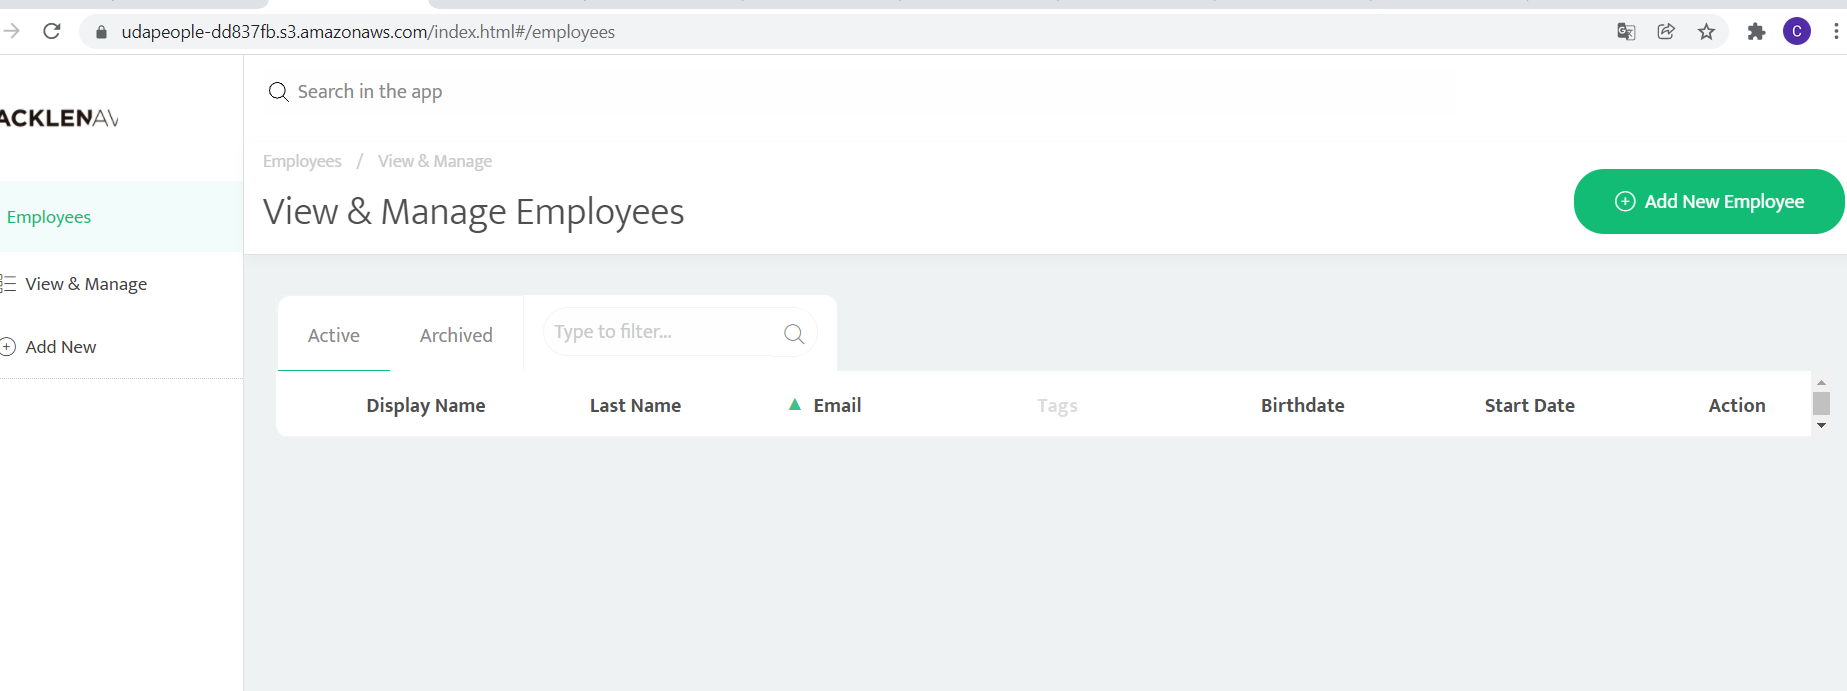 udapeople-dd837fb.s3.amazonaws.com/index.html#/employees
C
Search in the app
ACKLENAV
Employees / View & Manage
View & Manage Employees
Add New Employee
Employees
View & Manage
Add New
Active Archived Type to filter...
Display Name Last Name Email Tags Birthdate Start Date Action